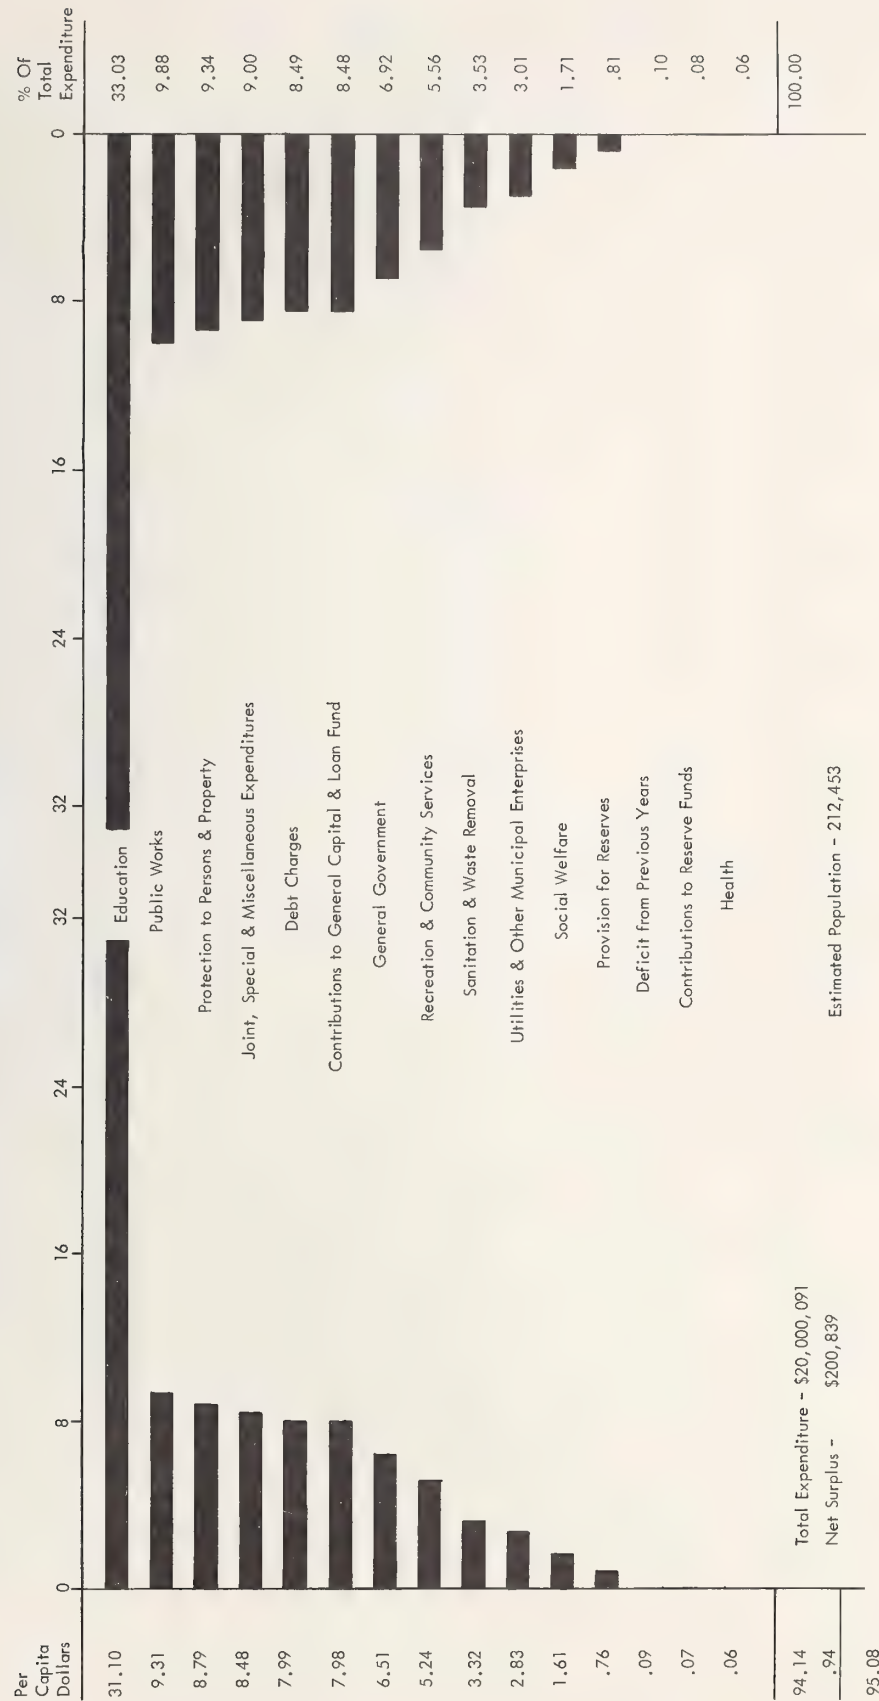 Per Capita Dollars 0 8 16 24 32 32 24 16 8 0 % Of Total Expenditure
31.10 Education 33.03
9.31 Public Works 9.88
8.79 Protection to Persons & Property 9.34
8.48 Joint, Special & Miscellaneous Expenditures 9.00
7.99 Debt Charges 8.49
7.98 Contributions to General Capital & Loan Fund 8.48
6.51 General Government 6.92
5.24 Recreation & Community Services 5.56
3.32 Sanitation & Waste Removal 3.53
2.83 Utilities & Other Municipal Enterprises 3.01
1.61 Social Welfare 1.71
.76 Provision for Reserves .81
.09 Deficit from Previous Years .10
.07 Contributions to Reserve Funds .08
.06 Health .06
94.14 Total Expenditure - $20,000,091 100.00
.94 Net Surplus - $200,839 Estimated Population - 212,453
95.08